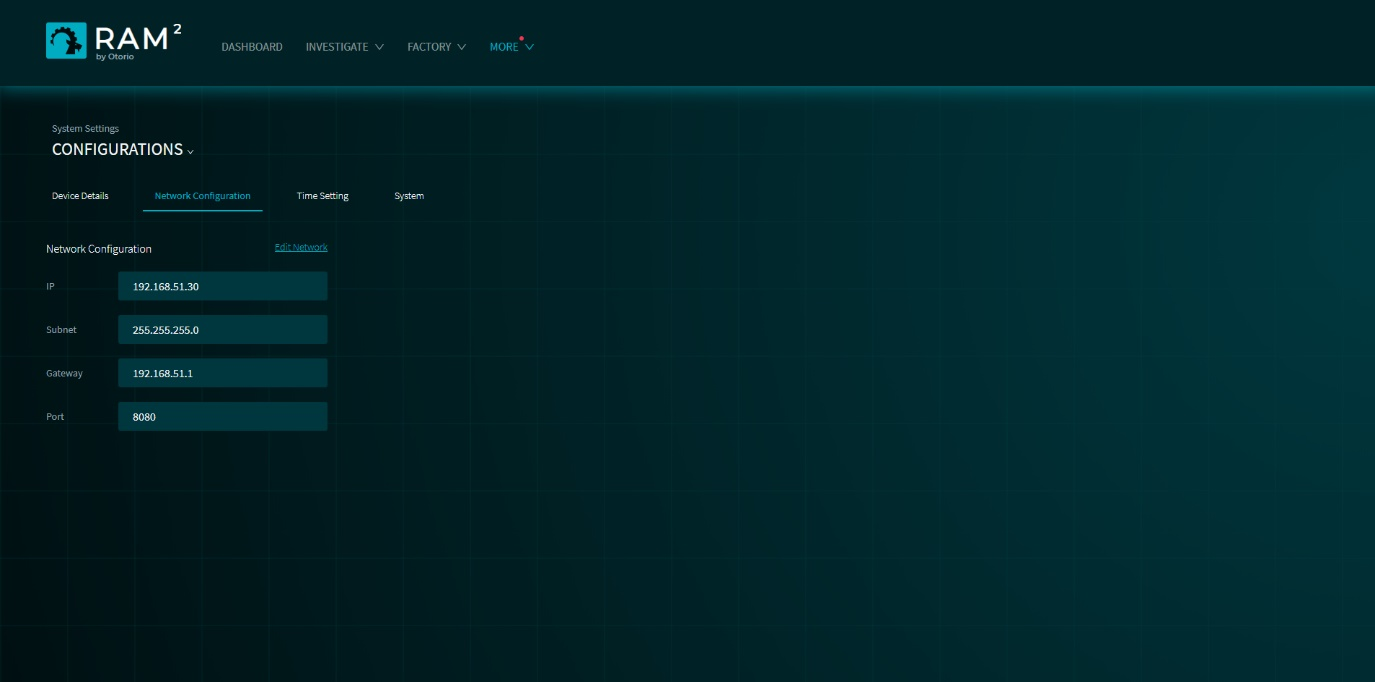 RAM 2
by Otorio
DASHBOARD INVESTIGATE FACTORY MORE
System Settings
CONFIGURATIONS
Device Details Network Configuration Time Setting System
Network Configuration Edit Network
IP 192.168.51.30
Subnet 255.255.255.0
Gateway 192.168.51.1
Port 8080